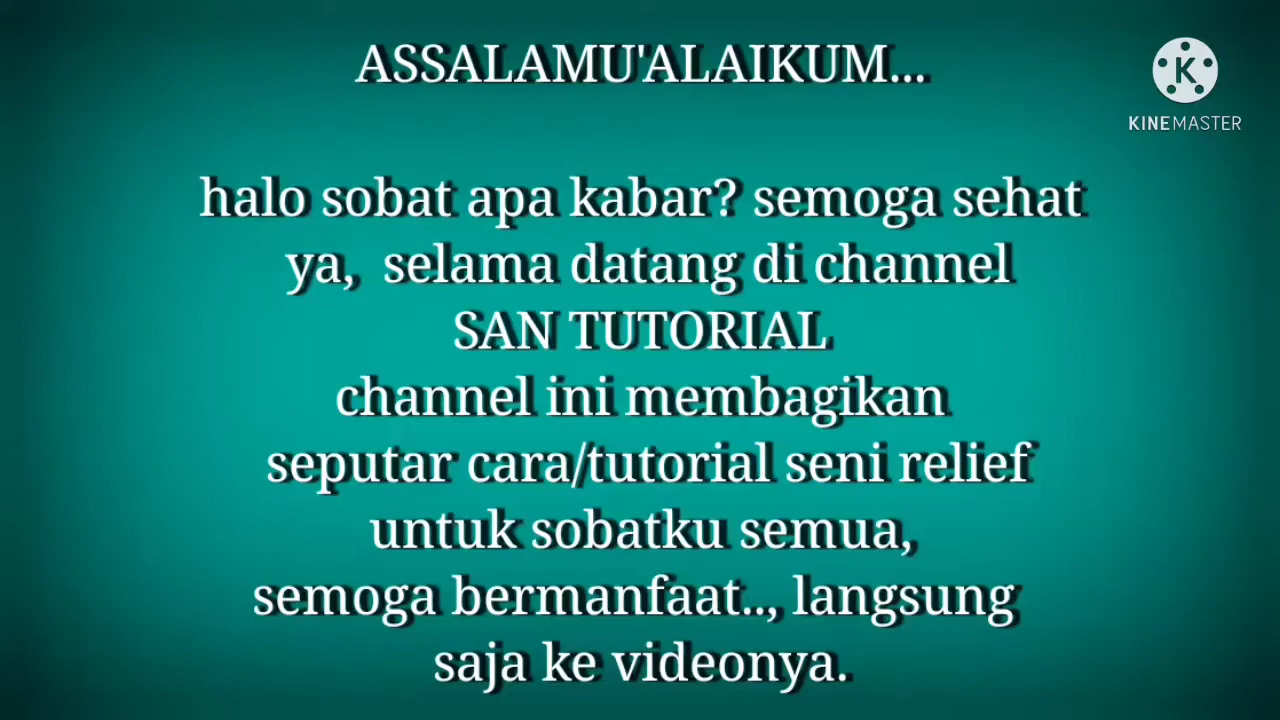 ASSALAMU'ALAIKUM...
K
KINEMASTER
halo sobat apa kabar? semoga sehat
ya, selama datang di channel
SAN TUTORIAL
channel ini membagikan
seputar cara/tutorial seni relief
untuk sobatku semua,
semoga bermanfaat.., langsung
saja ke videonya.